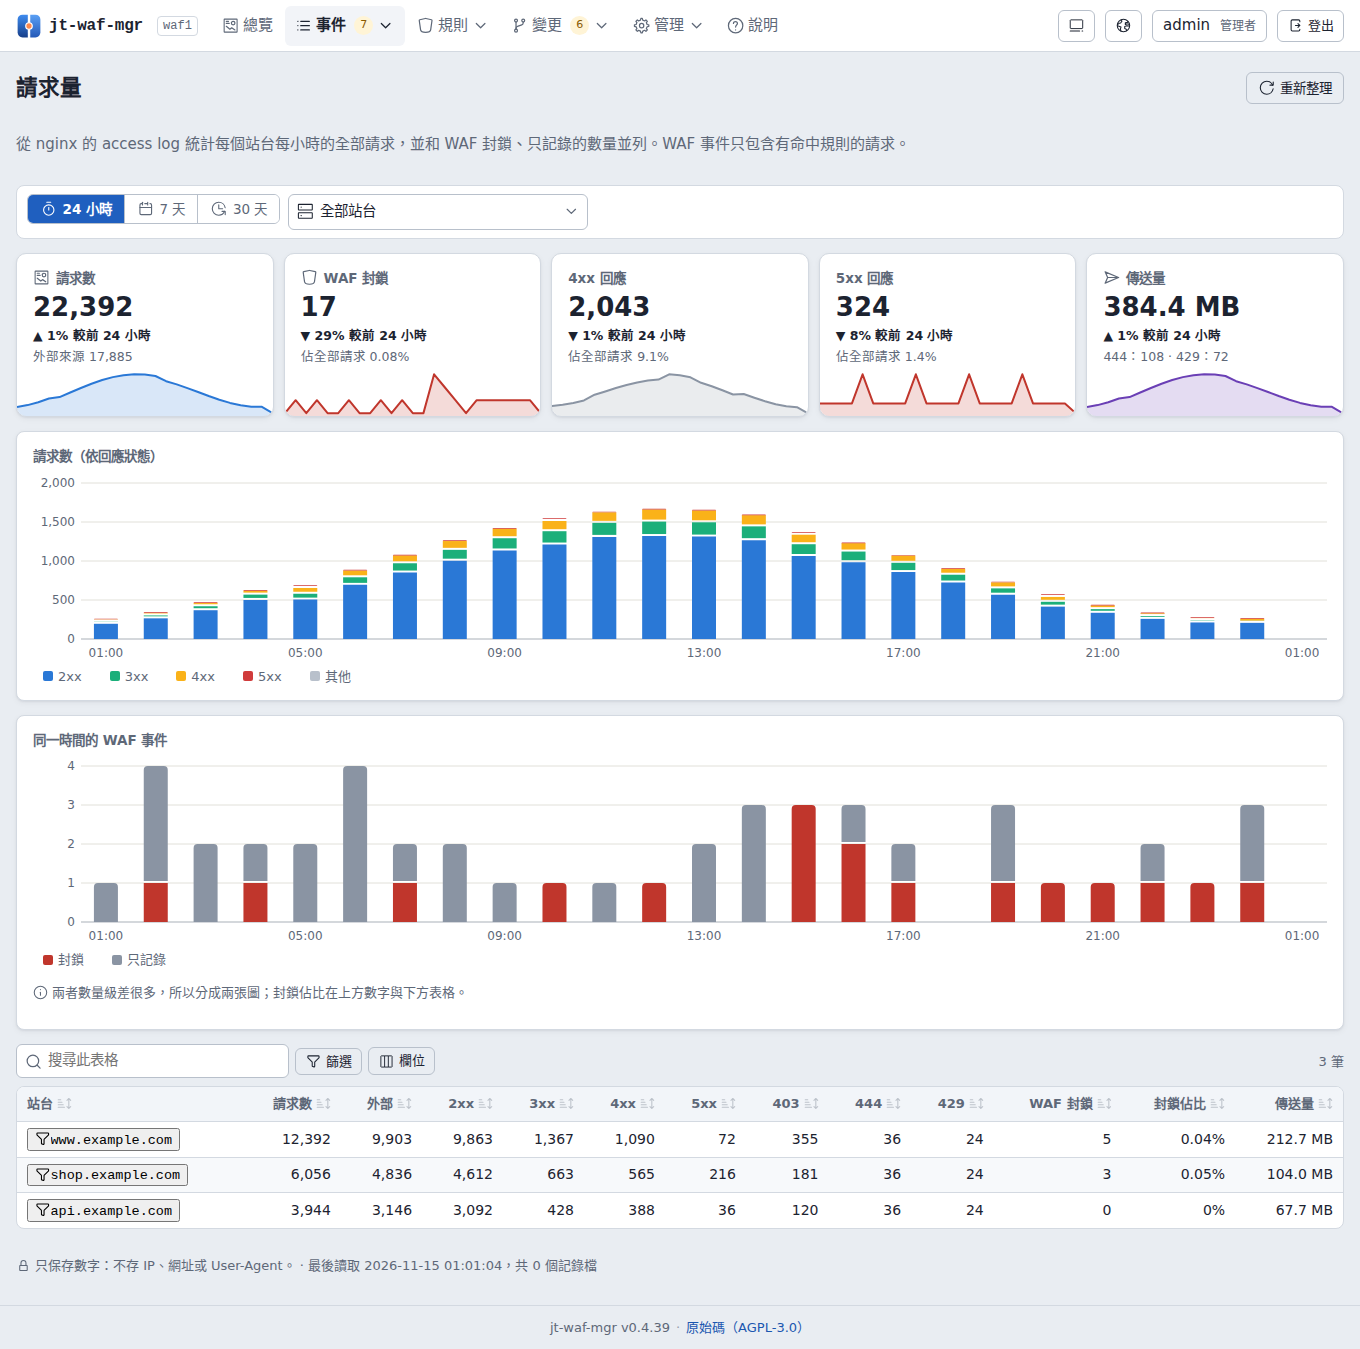 jt-waf-mgr waf1 總覽 事件 7 規則 變更 6 管理 說明 admin 管理者 登出
請求量 重新整理
從 nginx 的 access log 統計每個站台每小時的全部請求，並和 WAF 封鎖、只記錄的數量並列。WAF 事件只包含有命中規則的請求。
24 小時 7 天 30 天 全部站台
請求數
22,392
▲ 1% 較前 24 小時
外部來源 17,885
WAF 封鎖
17
▼ 29% 較前 24 小時
佔全部請求 0.08%
4xx 回應
2,043
▼ 1% 較前 24 小時
佔全部請求 9.1%
5xx 回應
324
▼ 8% 較前 24 小時
佔全部請求 1.4%
傳送量
384.4 MB
▲ 1% 較前 24 小時
444：108 · 429：72
請求數（依回應狀態）
2,000
1,500
1,000
500
0
01:00 05:00 09:00 13:00 17:00 21:00 01:00
2xx 3xx 4xx 5xx 其他
同一時間的 WAF 事件
4
3
2
1
0
01:00 05:00 09:00 13:00 17:00 21:00 01:00
封鎖 只記錄
兩者數量級差很多，所以分成兩張圖；封鎖佔比在上方數字與下方表格。
搜尋此表格 篩選 欄位 3 筆
站台 請求數 外部 2xx 3xx 4xx 5xx 403 444 429 WAF 封鎖 封鎖佔比 傳送量
www.example.com 12,392 9,903 9,863 1,367 1,090 72 355 36 24 5 0.04% 212.7 MB
shop.example.com 6,056 4,836 4,612 663 565 216 181 36 24 3 0.05% 104.0 MB
api.example.com 3,944 3,146 3,092 428 388 36 120 36 24 0 0% 67.7 MB
只保存數字：不存 IP、網址或 User-Agent。 · 最後讀取 2026-11-15 01:01:04，共 0 個記錄檔
jt-waf-mgr v0.4.39 · 原始碼（AGPL-3.0）